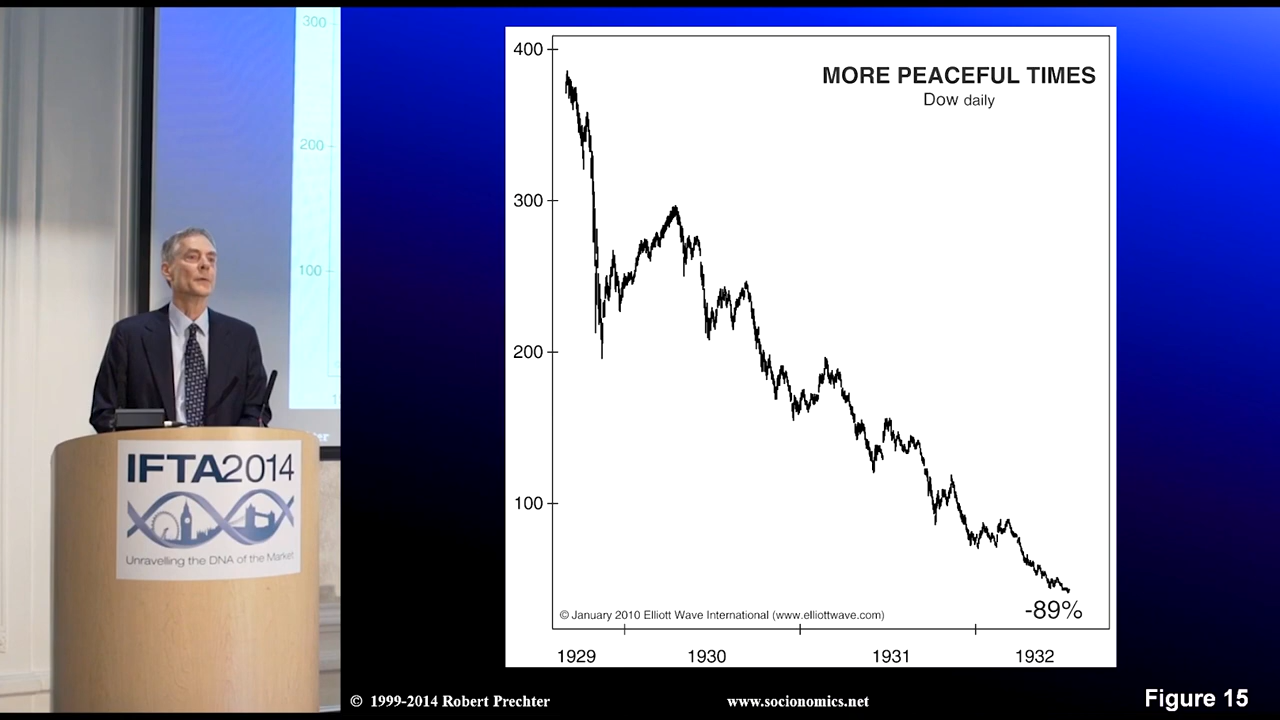 300
200
100
IFTA2014
Unravelling the DNA of the Market
400
300
200
100
MORE PEACEFUL TIMES
Dow daily
-89%
© January 2010 Elliott Wave International (www.elliottwave.com)
1929 1930 1931 1932
© 1999-2014 Robert Prechter www.socionomics.net Figure 15